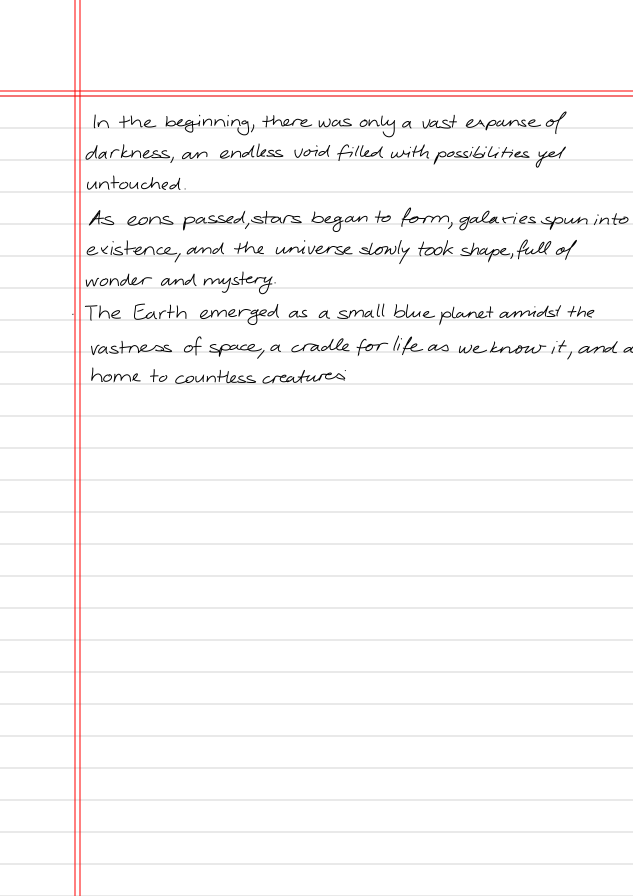 In the beginning, there was only a vast expanse of
darkness, an endless void filled with possibilities yet
untouched.
As eons passed, stars began to form, galaxies spun into
existence, and the universe slowly took shape, full of
wonder and mystery.
The Earth emerged as a small blue planet amidst the
vastness of space, a cradle for life as we know it, and a
home to countless creatures